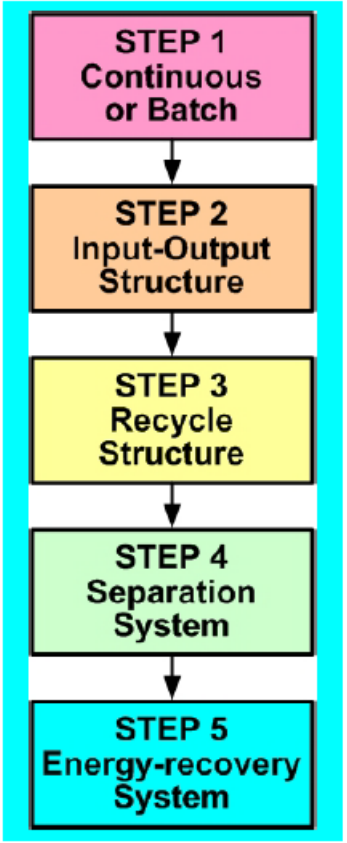 STEP 1
Continuous
or Batch
STEP 2
Input-Output
Structure
STEP 3
Recycle
Structure
STEP 4
Separation
System
STEP 5
Energy-recovery
System